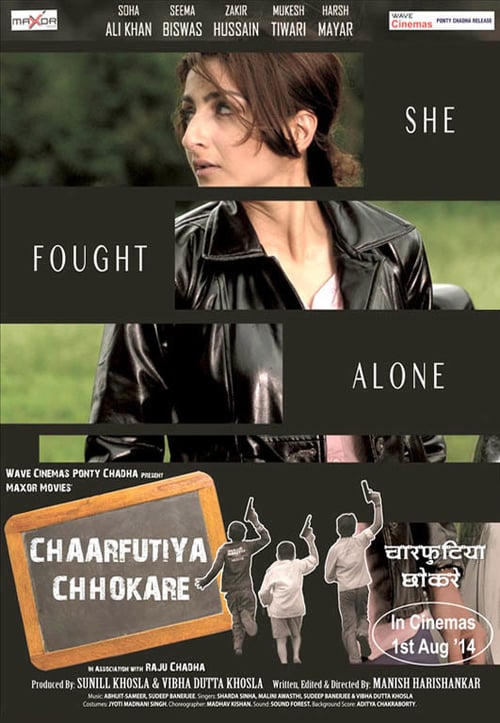 MAXOR
SOHA ALI KHAN
SEEMA BISWAS
ZAKIR HUSSAIN
MUKESH TIWARI
HARSH MAYAR
WAVE Cinemas PONTY CHADHA RELEASE
SHE
FOUGHT
ALONE
WAVE CINEMAS PONTY CHADHA PRESENT
MAXOR MOVIES'
CHAARFUTIYA
CHHOKARE
चारफुटिया
छोकरे
In Cinemas
1st Aug '14
IN ASSOCIATION WITH RAJU CHADHA
PRODUCED BY: SUNILL KHOSLA & VIBHA DUTTA KHOSLA WRITTEN, EDITED & DIRECTED BY: MANISH HARISHANKAR
Music: ABHIJIT-SAMEER, SUDEEP BANERJEE. Singers: SHARDA SINHA, MALINI AWASTHI, SUDEEP BANERJEE & VIBHA DUTTA KHOSLA
Costumes: JYOTI MADNANI SINGH. Choreographer: MADHAV KISHAN. Sound: SOUND FOREST. Background Score: ADITYA CHAKRABORTY.